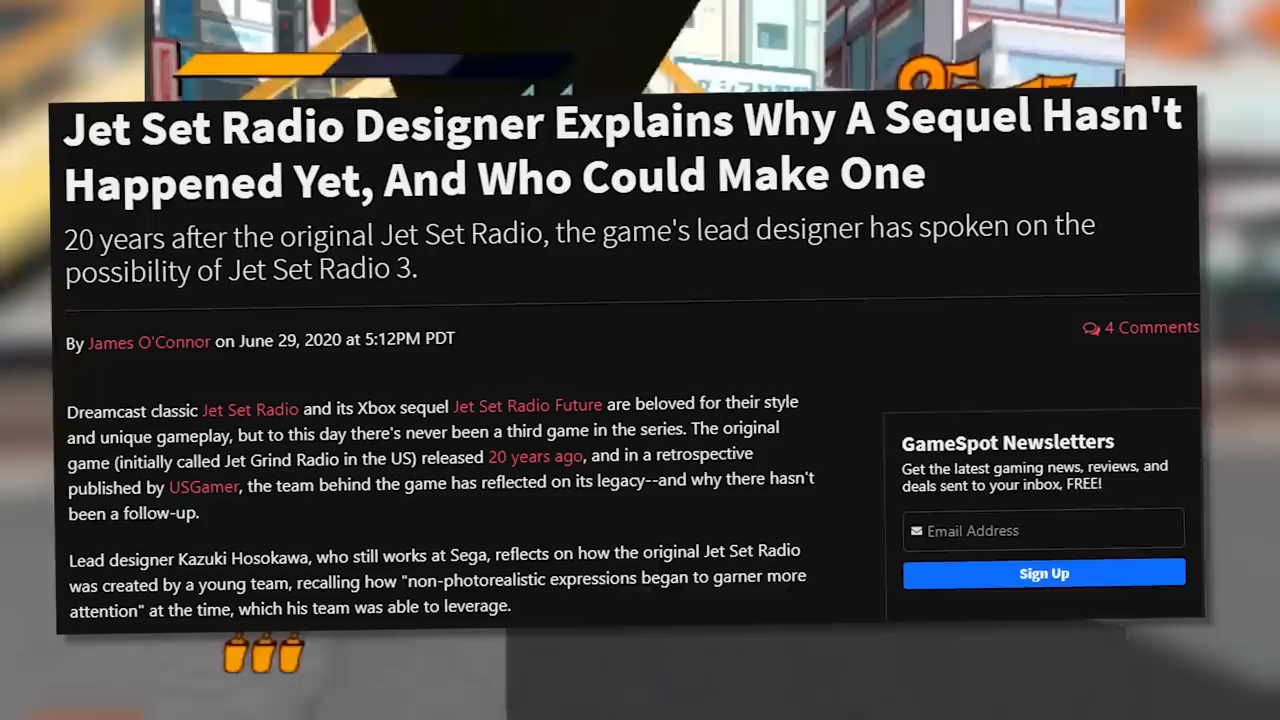 Jet Set Radio Designer Explains Why A Sequel Hasn't
Happened Yet, And Who Could Make One
20 years after the original Jet Set Radio, the game's lead designer has spoken on the
possibility of Jet Set Radio 3.
By James O'Connor on June 29, 2020 at 5:12PM PDT
4 Comments
Dreamcast classic Jet Set Radio and its Xbox sequel Jet Set Radio Future are beloved for their style
and unique gameplay, but to this day there's never been a third game in the series. The original
game (initially called Jet Grind Radio in the US) released 20 years ago, and in a retrospective
published by USGamer, the team behind the game has reflected on its legacy--and why there hasn't
been a follow-up.
Lead designer Kazuki Hosokawa, who still works at Sega, reflects on how the original Jet Set Radio
was created by a young team, recalling how "non-photorealistic expressions began to garner more
attention" at the time, which his team was able to leverage.
GameSpot Newsletters
Get the latest gaming news, reviews, and
deals sent to your inbox, FREE!
Email Address
Sign Up